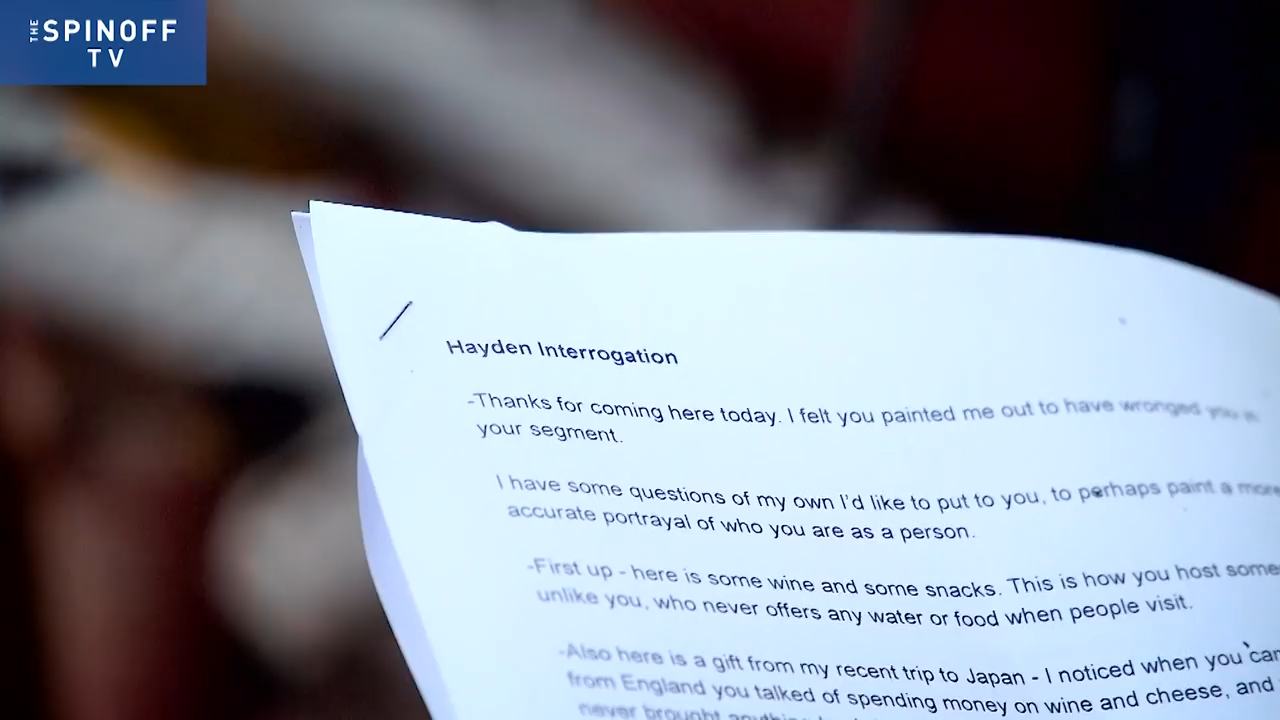 THE SPINOFF
TV
Hayden Interrogation
-Thanks for coming here today. I felt you painted me out to have wronged you in
your segment.
I have some questions of my own I'd like to put to you, to perhaps paint a more
accurate portrayal of who you are as a person.
-First up - here is some wine and some snacks. This is how you host some
unlike you, who never offers any water or food when people visit.
-Also here is a gift from my recent trip to Japan - I noticed when you
from England you talked of spending money on wine and cheese, and
never brought